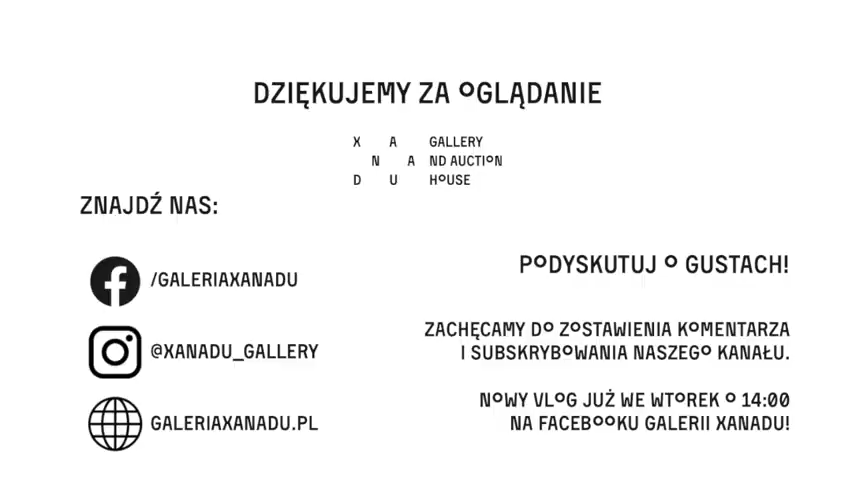 DZIĘKUJEMY ZA OGLĄDANIE
X A GALLERY
N A ND AUCTION
D U HOUSE
ZNAJDŹ NAS:
/GALERIAXANADU
@XANADU_GALLERY
GALERIAXANADU.PL
PODYSKUTUJ O GUSTACH!
ZACHĘCAMY DO ZOSTAWIENIA KOMENTARZA
I SUBSKRYBOWANIA NASZEGO KANAŁU.
NOWY VLOG JUŻ WE WTOREK O 14:00
NA FACEBOOKU GALERII XANADU!